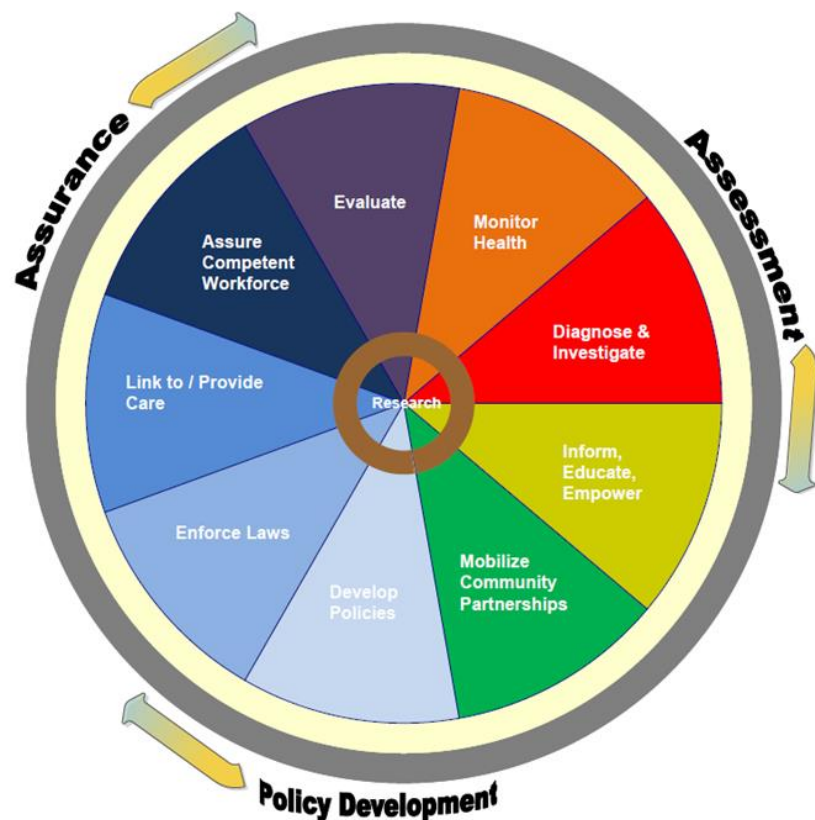 Assurance
Assessment
Policy Development
Evaluate
Monitor
Health
Diagnose &
Investigate
Inform,
Educate,
Empower
Mobilize
Community
Partnerships
Develop
Policies
Enforce Laws
Link to / Provide
Care
Assure
Competent
Workforce
Research